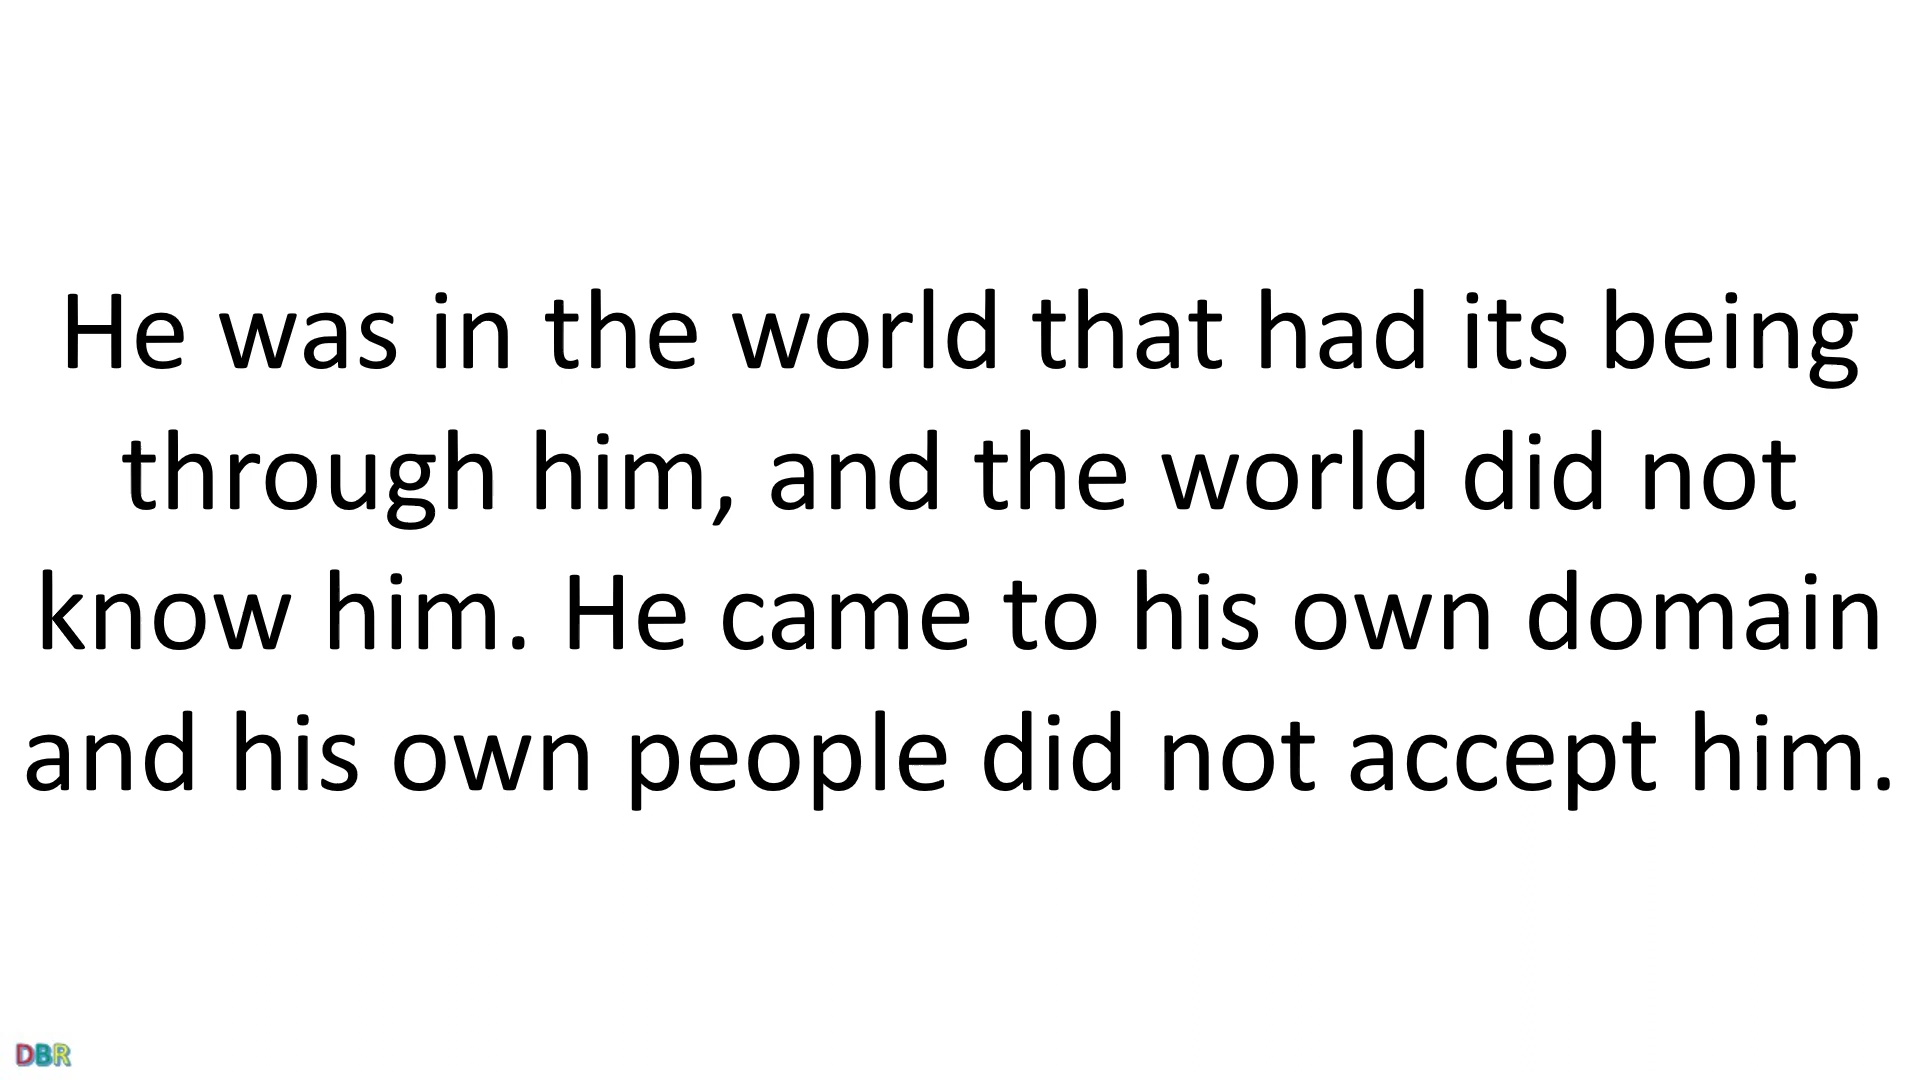 He was in the world that had its being
through him, and the world did not
know him. He came to his own domain
and his own people did not accept him.
DBR